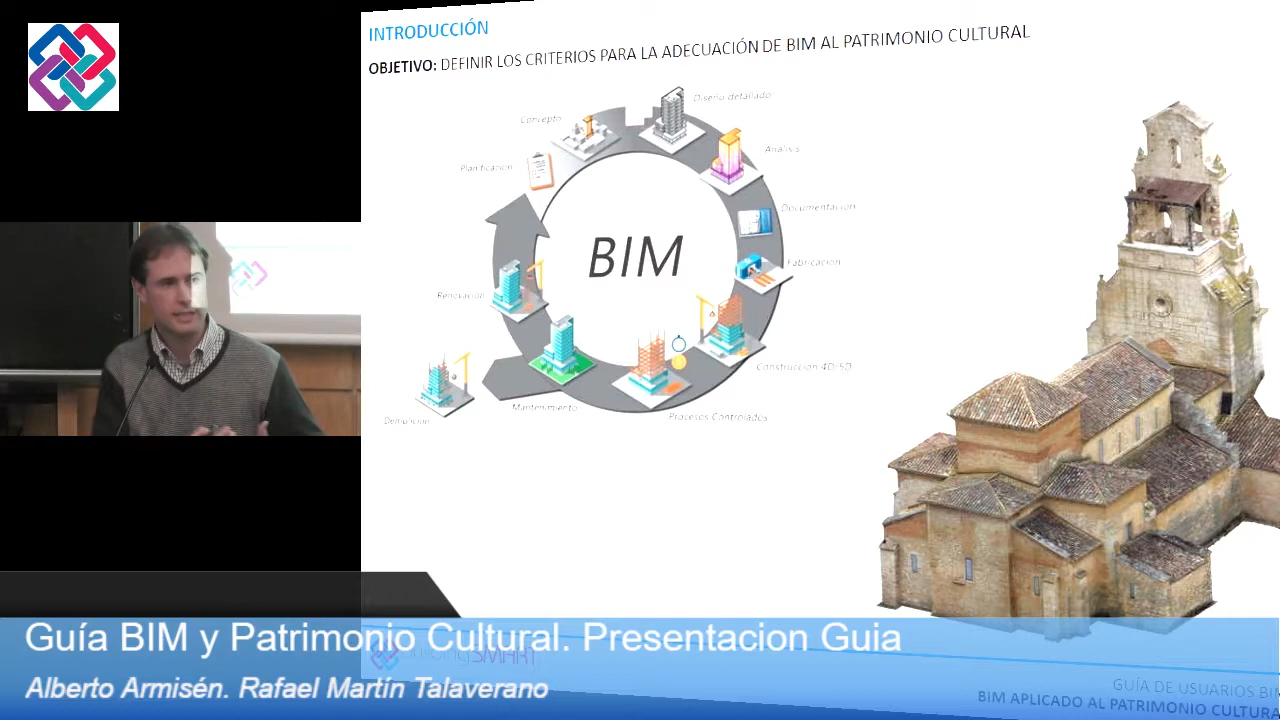 INTRODUCCIÓN
OBJETIVO: DEFINIR LOS CRITERIOS PARA LA ADECUACIÓN DE BIM AL PATRIMONIO CULTURAL
Diseño detallado
Concepto
Análisis
Planificación
Documentación
BIM
Fabricación
Renovación
Construcción 4D/5D
Mantenimiento
Procesos Controlados
Demolición
Guía BIM y Patrimonio Cultural. Presentacion Guia
buildingSMART
Alberto Armisén. Rafael Martín Talaverano
GUÍA DE USUARIOS BI
BIM APLICADO AL PATRIMONIO CULTURA